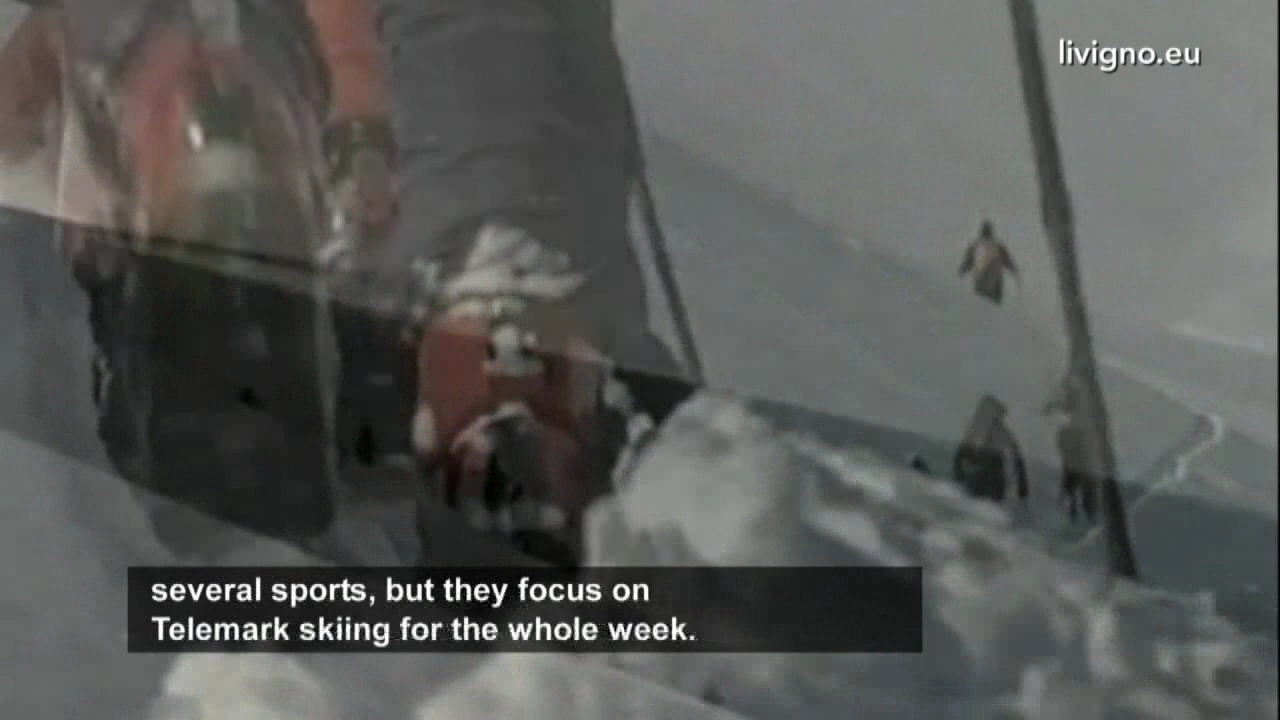 livigno.eu
several sports, but they focus on
Telemark skiing for the whole week.